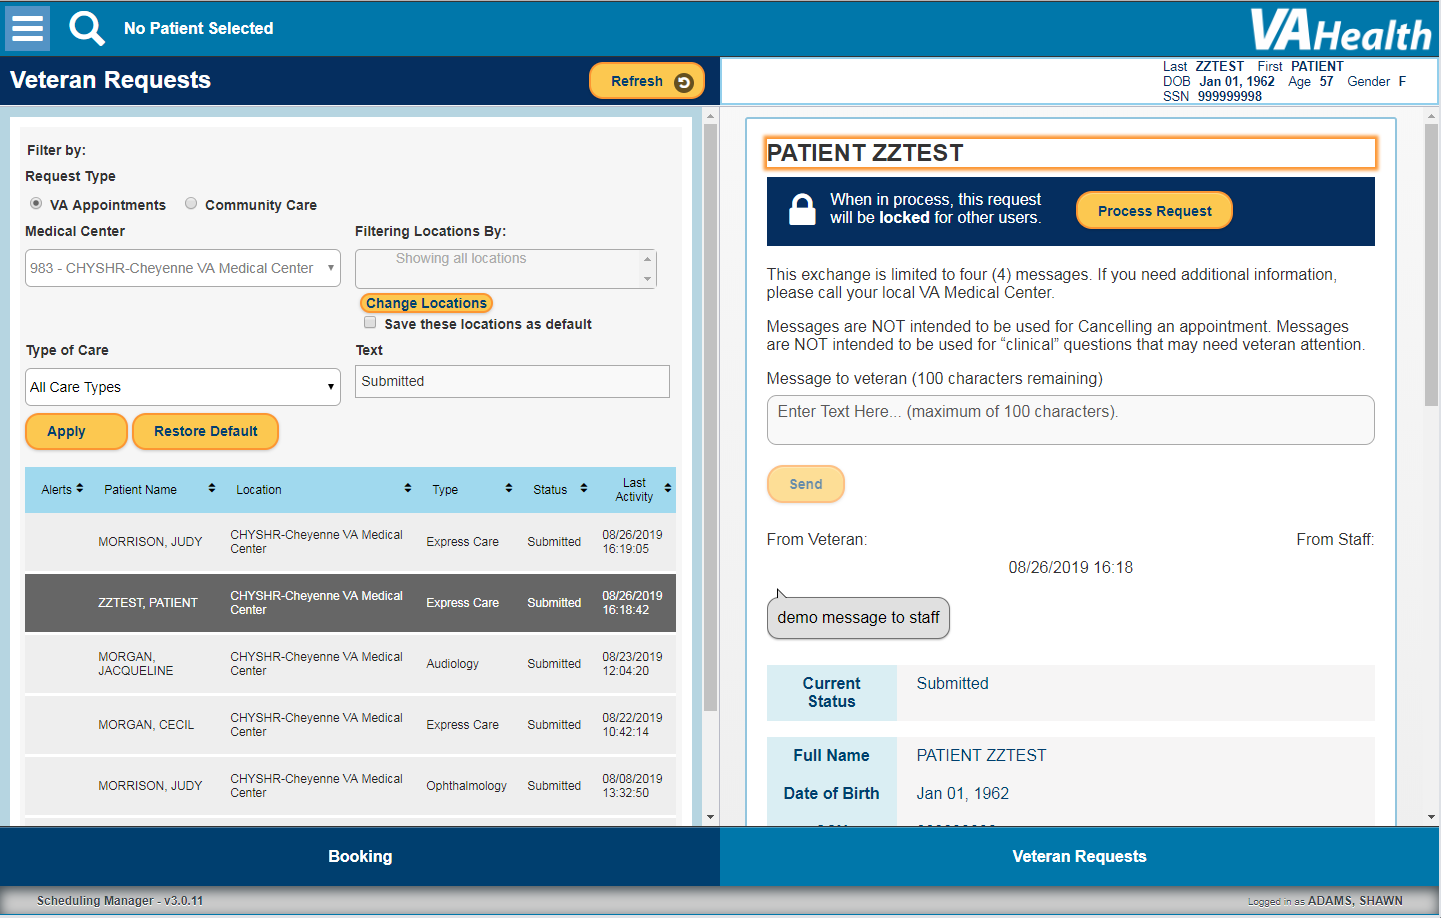 No Patient Selected
VA Health
Veteran Requests
Refresh
Last ZZTEST First PATIENT
DOB Jan 01, 1962 Age 57 Gender F
SSN 999999998
Filter by:
Request Type
VA Appointments
Community Care
Medical Center
Filtering Locations By:
983 - CHYSHR-Cheyenne VA Medical Center
Showing all locations
Change Locations
Save these locations as default
Type of Care
Text
All Care Types
Submitted
Apply
Restore Default
Alerts Patient Name Location Type Status Last Activity
MORRISON, JUDY CHYSHR-Cheyenne VA Medical Center Express Care Submitted 08/26/2019 16:19:05
ZZTEST, PATIENT CHYSHR-Cheyenne VA Medical Center Express Care Submitted 08/26/2019 16:18:42
MORGAN, JACQUELINE CHYSHR-Cheyenne VA Medical Center Audiology Submitted 08/23/2019 12:04:20
MORGAN, CECIL CHYSHR-Cheyenne VA Medical Center Express Care Submitted 08/22/2019 10:42:14
MORRISON, JUDY CHYSHR-Cheyenne VA Medical Center Ophthalmology Submitted 08/08/2019 13:32:50
PATIENT ZZTEST
When in process, this request
will be locked for other users.
Process Request
This exchange is limited to four (4) messages. If you need additional information,
please call your local VA Medical Center.
Messages are NOT intended to be used for Cancelling an appointment. Messages
are NOT intended to be used for “clinical” questions that may need veteran attention.
Message to veteran (100 characters remaining)
Enter Text Here... (maximum of 100 characters).
Send
From Veteran:
From Staff:
08/26/2019 16:18
demo message to staff
Current Status Submitted
Full Name PATIENT ZZTEST
Date of Birth Jan 01, 1962
Booking
Veteran Requests
Scheduling Manager - v3.0.11
Logged in as ADAMS, SHAWN